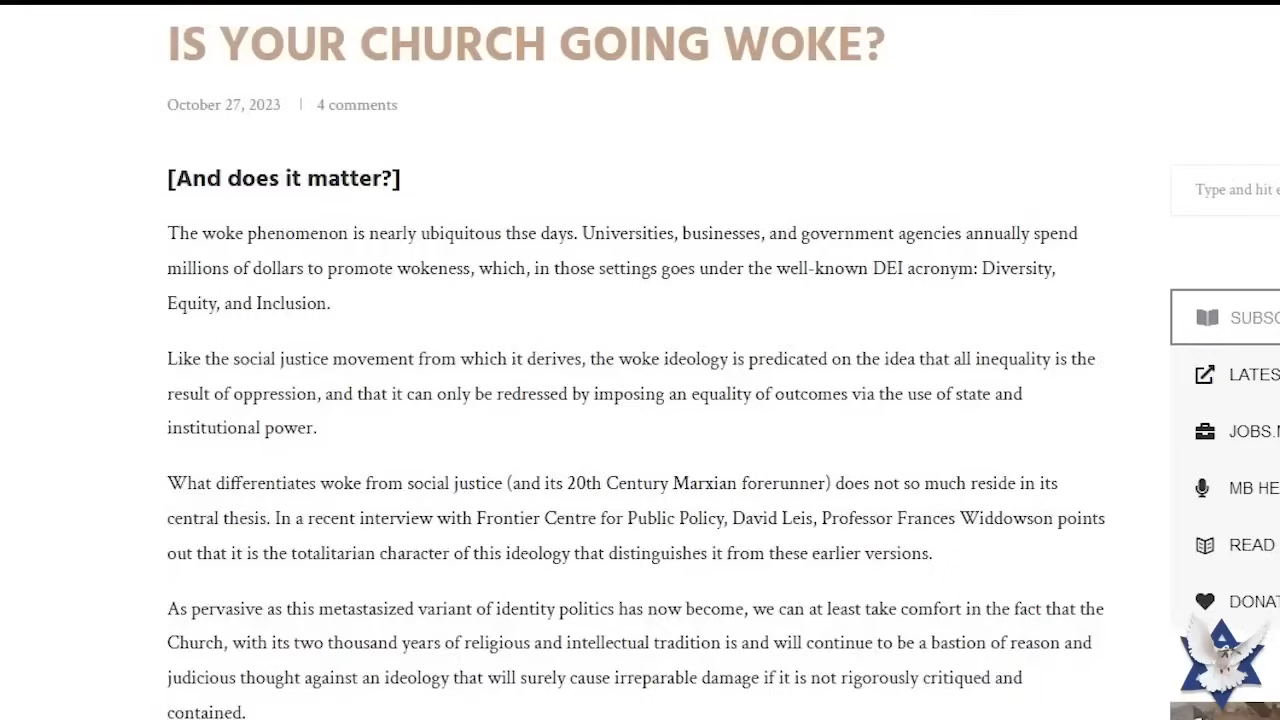 IS YOUR CHURCH GOING WOKE?
October 27, 2023 | 4 comments
[And does it matter?]
Type and hit e
The woke phenomenon is nearly ubiquitous thse days. Universities, businesses, and government agencies annually spend
millions of dollars to promote wokeness, which, in those settings goes under the well-known DEI acronym: Diversity,
Equity, and Inclusion.
SUBSC
Like the social justice movement from which it derives, the woke ideology is predicated on the idea that all inequality is the
result of oppression, and that it can only be redressed by imposing an equality of outcomes via the use of state and
institutional power.
LATES
JOBS.
What differentiates woke from social justice (and its 20th Century Marxian forerunner) does not so much reside in its
central thesis. In a recent interview with Frontier Centre for Public Policy, David Leis, Professor Frances Widdowson points
out that it is the totalitarian character of this ideology that distinguishes it from these earlier versions.
MB HE
READ
As pervasive as this metastasized variant of identity politics has now become, we can at least take comfort in the fact that the
Church, with its two thousand years of religious and intellectual tradition is and will continue to be a bastion of reason and
judicious thought against an ideology that will surely cause irreparable damage if it is not rigorously critiqued and
contained.
DONAT